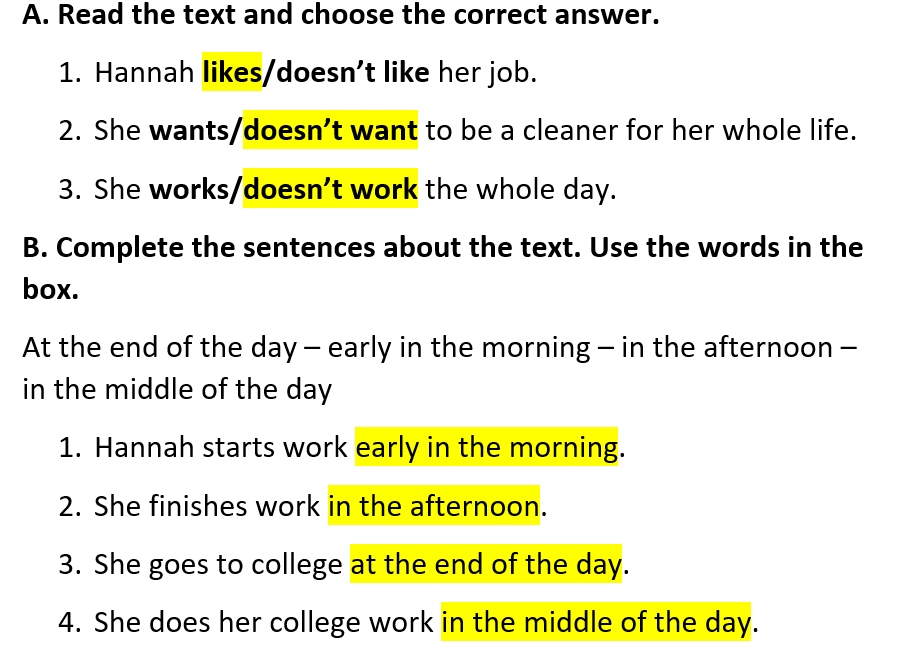 A. Read the text and choose the correct answer.
1. Hannah likes/doesn’t like her job.
2. She wants/doesn’t want to be a cleaner for her whole life.
3. She works/doesn’t work the whole day.
B. Complete the sentences about the text. Use the words in the
box.
At the end of the day – early in the morning – in the afternoon –
in the middle of the day
1. Hannah starts work early in the morning.
2. She finishes work in the afternoon.
3. She goes to college at the end of the day.
4. She does her college work in the middle of the day.